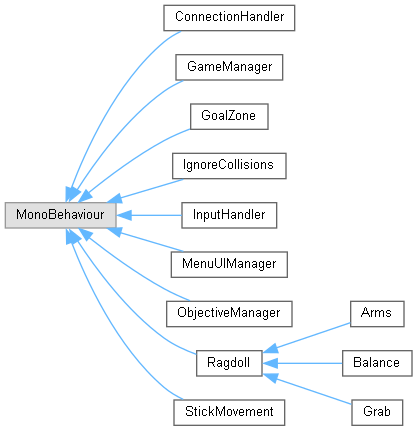 ConnectionHandler
GameManager
GoalZone
IgnoreCollisions
MonoBehaviour
InputHandler
MenuUIManager
ObjectiveManager
Arms
Ragdoll
Balance
Grab
StickMovement